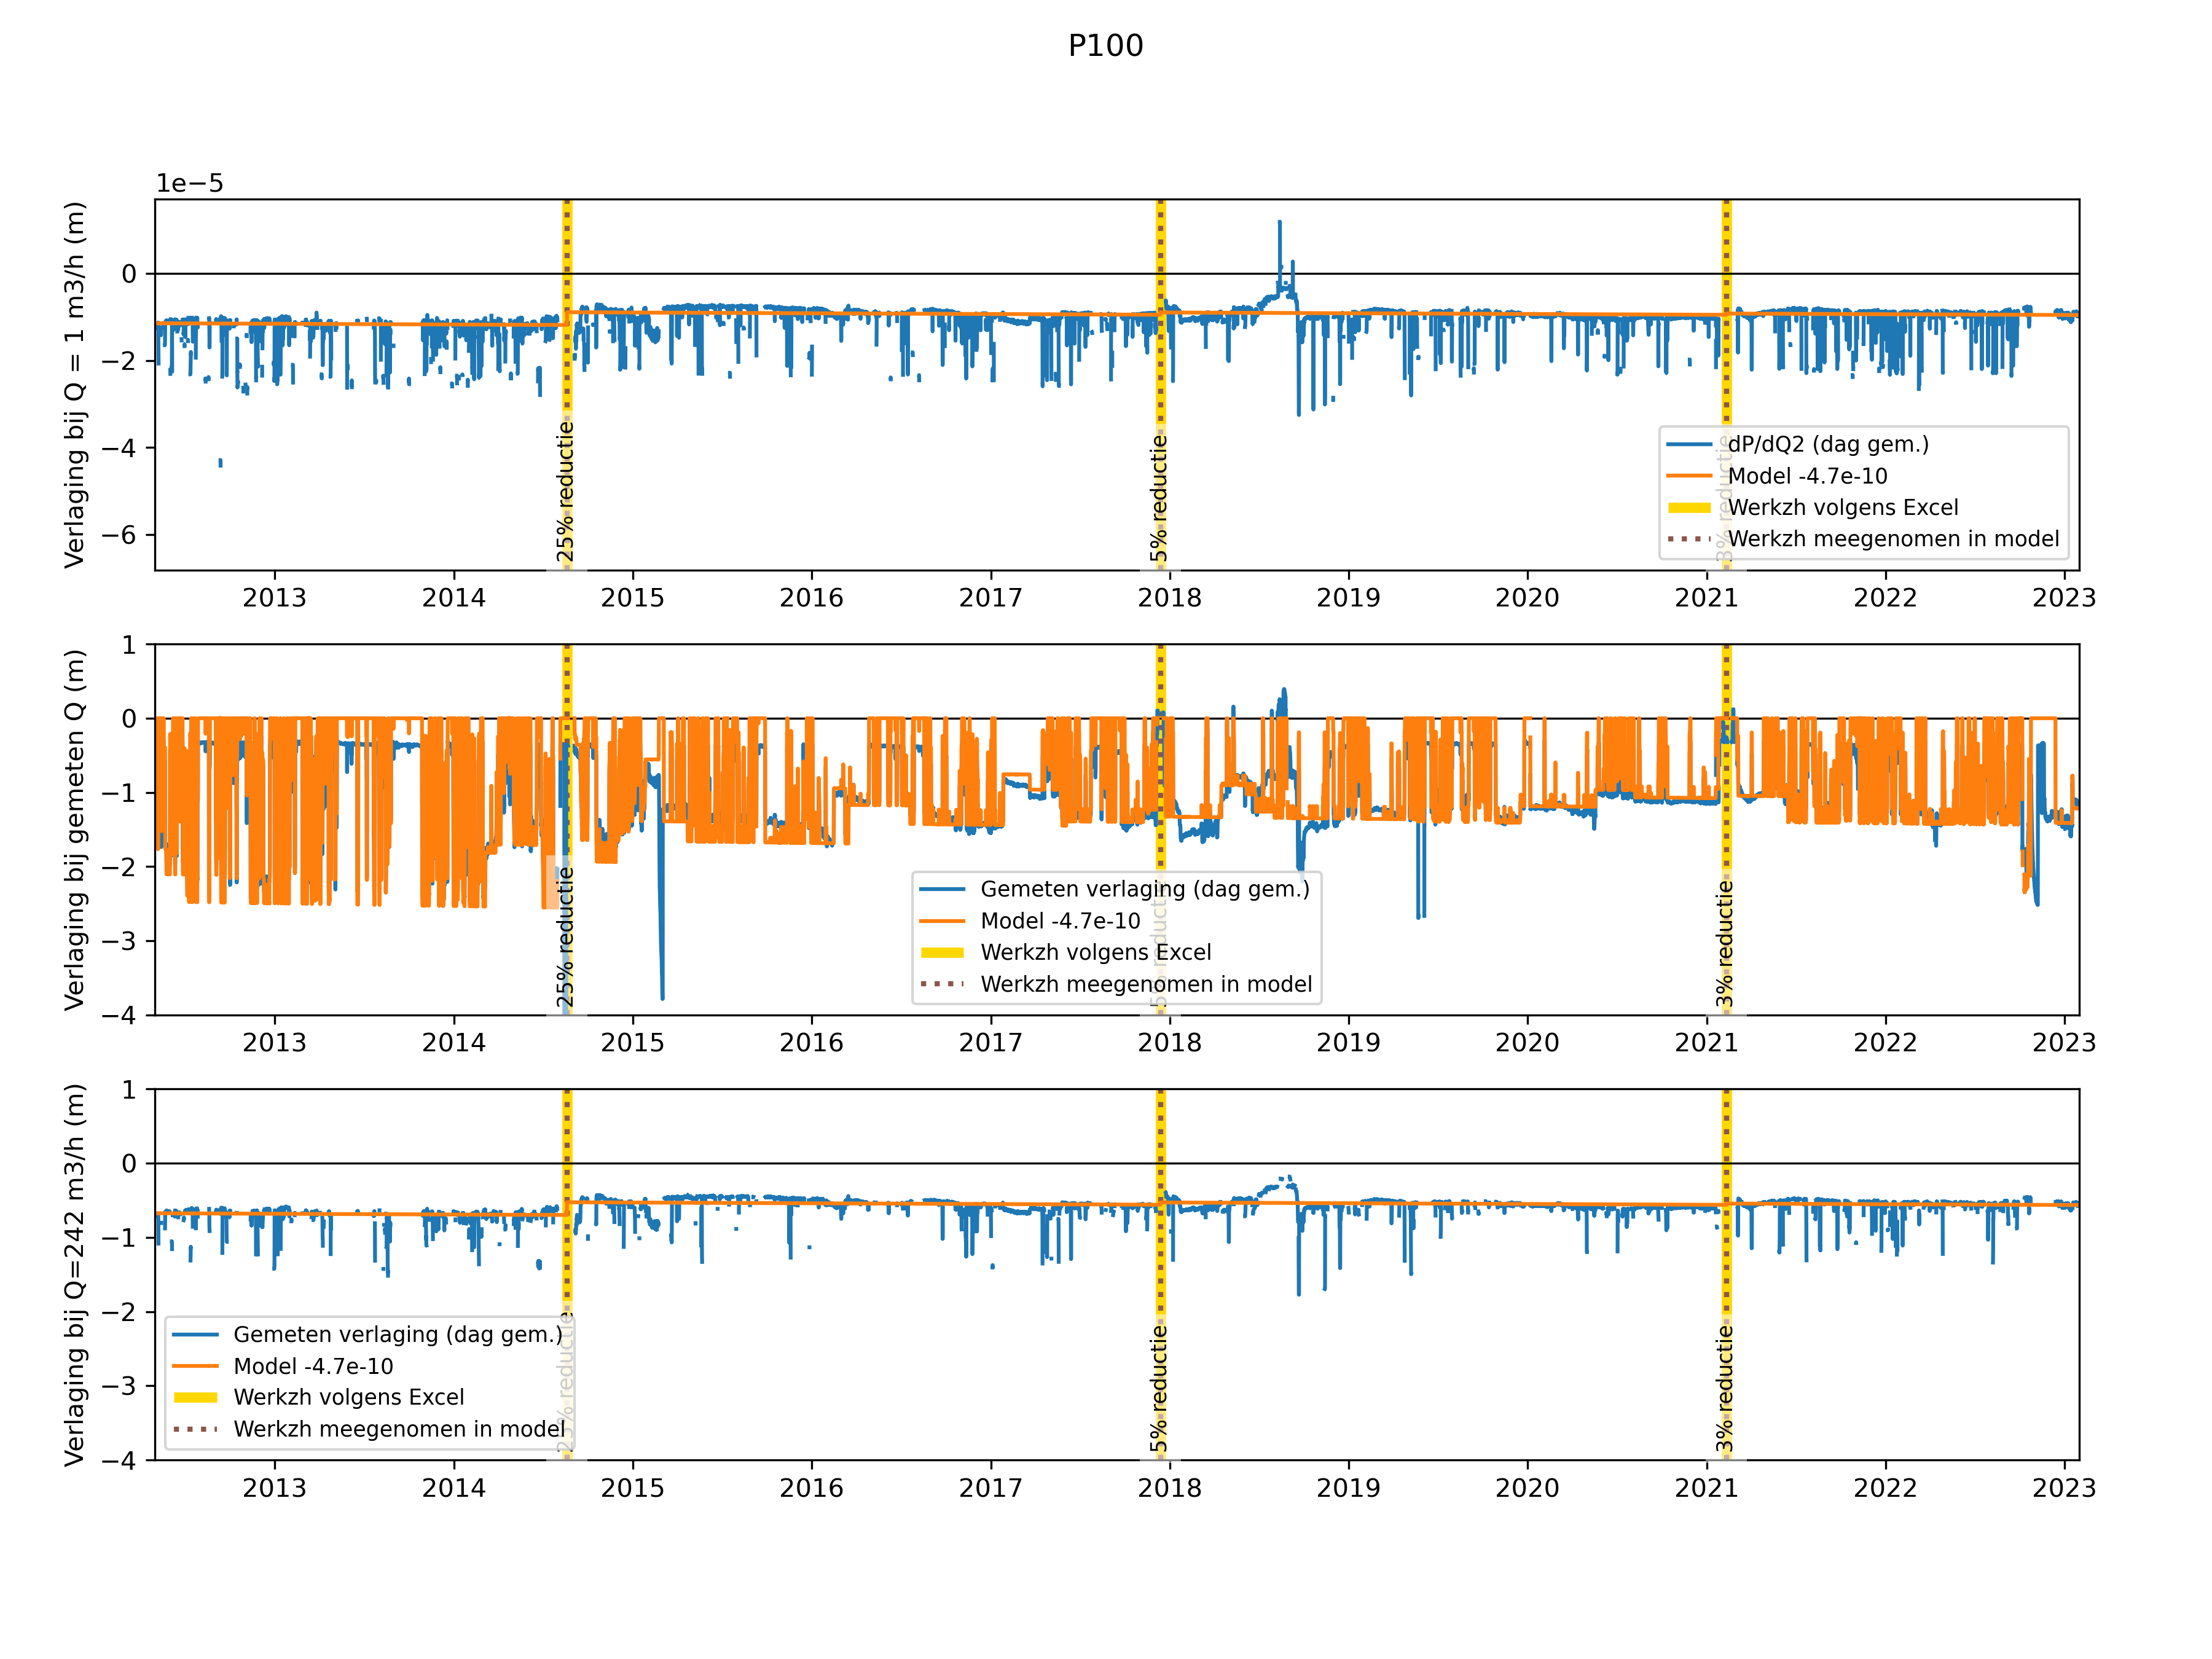 P100
1e−5
Verlaging bij Q = 1 m3/h (m)
0
−2
−4
−6
25% reductie
5% reductie
3% reductie
dP/dQ2 (dag gem.)
Model -4.7e-10
Werkzh volgens Excel
Werkzh meegenomen in model
2013 2014 2015 2016 2017 2018 2019 2020 2021 2022 2023
Verlaging bij gemeten Q (m)
1
0
−1
−2
−3
−4
25% reductie
5% reductie
3% reductie
Gemeten verlaging (dag gem.)
Model -4.7e-10
Werkzh volgens Excel
Werkzh meegenomen in model
2013 2014 2015 2016 2017 2018 2019 2020 2021 2022 2023
Verlaging bij Q=242 m3/h (m)
1
0
−1
−2
−3
−4
25% reductie
5% reductie
3% reductie
Gemeten verlaging (dag gem.)
Model -4.7e-10
Werkzh volgens Excel
Werkzh meegenomen in model
2013 2014 2015 2016 2017 2018 2019 2020 2021 2022 2023